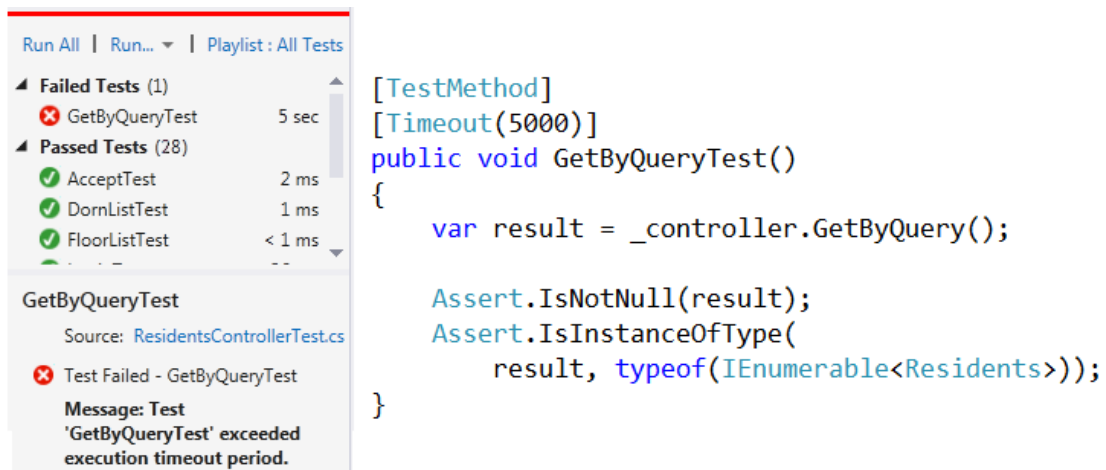 Run All | Run... | Playlist : All Tests
Failed Tests (1)
GetByQueryTest 5 sec
Passed Tests (28)
AcceptTest 2 ms
DornListTest 1 ms
FloorListTest < 1 ms
GetByQueryTest
Source: ResidentsControllerTest.cs
Test Failed - GetByQueryTest
Message: Test
'GetByQueryTest' exceeded
execution timeout period.
[TestMethod]
[Timeout(5000)]
public void GetByQueryTest()
{
var result = _controller.GetByQuery();
Assert.IsNotNull(result);
Assert.IsInstanceOfType(
result, typeof(IEnumerable<Residents>));
}